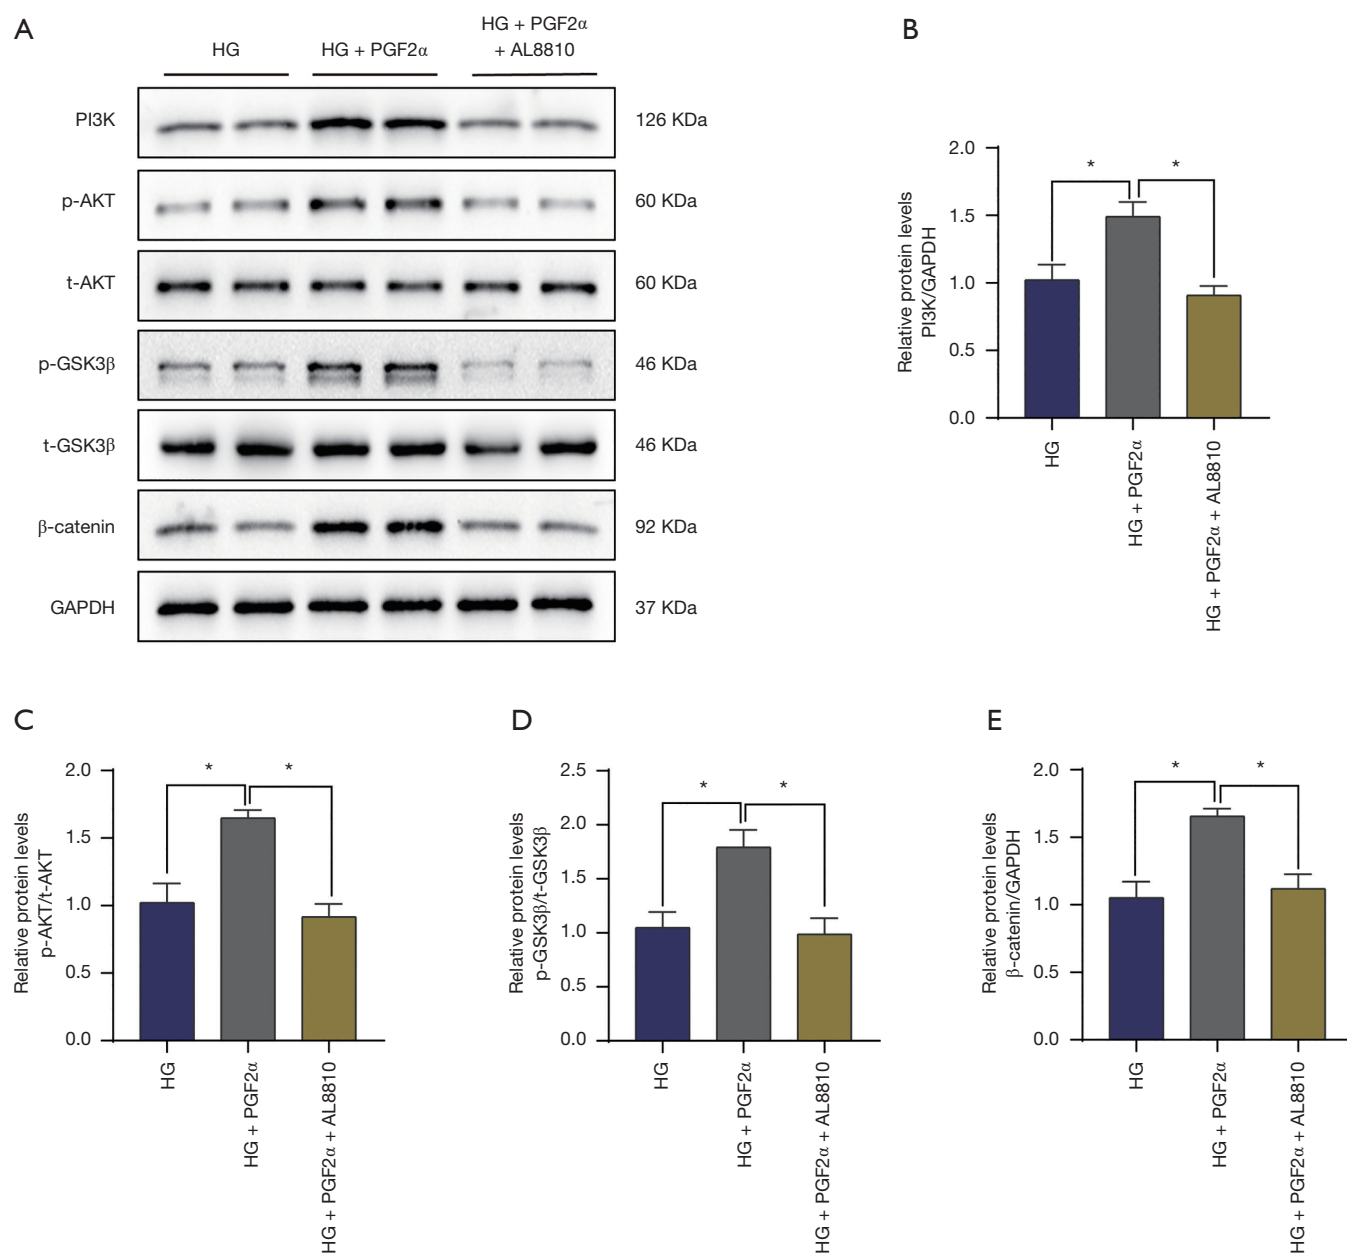 A
HG
HG + PGF2α
HG + PGF2α
+ AL8810
PI3K
126 KDa
p-AKT
60 KDa
t-AKT
60 KDa
p-GSK3β
46 KDa
t-GSK3β
46 KDa
β-catenin
92 KDa
GAPDH
37 KDa
B
Relative protein levels
PI3K/GAPDH
2.0
1.5
1.0
0.5
0.0
*
*
HG
HG + PGF2α
HG + PGF2α + AL8810
C
Relative protein levels
p-AKT/t-AKT
2.0
1.5
1.0
0.5
0.0
*
*
HG
HG + PGF2α
HG + PGF2α + AL8810
D
Relative protein levels
p-GSK3β/t-GSK3β
2.5
2.0
1.5
1.0
0.5
0.0
*
*
HG
HG + PGF2α
HG + PGF2α + AL8810
E
Relative protein levels
β-catenin/GAPDH
2.0
1.5
1.0
0.5
0.0
*
*
HG
HG + PGF2α
HG + PGF2α + AL8810